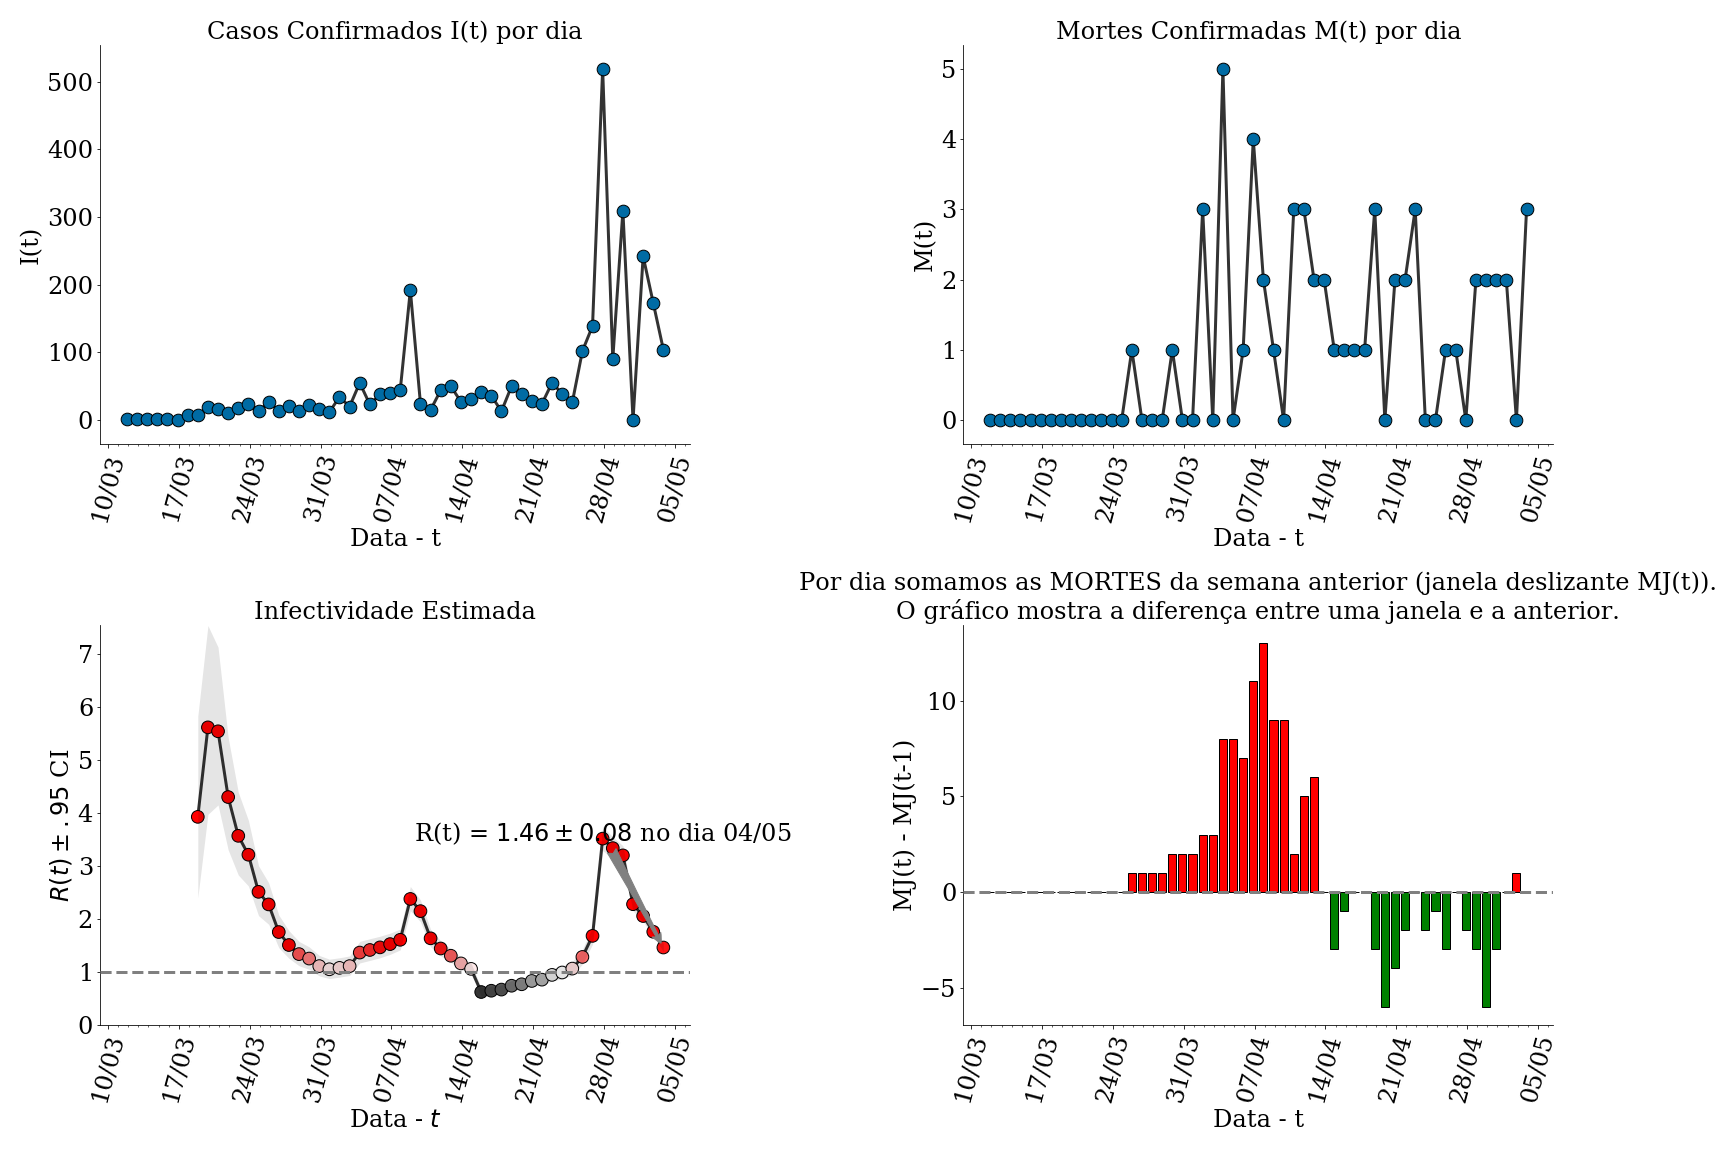 Casos Confirmados I(t) por dia
I(t)
500
400
300
200
100
0
10/03 17/03 24/03 31/03 07/04 14/04 21/04 28/04 05/05
Data - t
Mortes Confirmadas M(t) por dia
M(t)
5
4
3
2
1
0
10/03 17/03 24/03 31/03 07/04 14/04 21/04 28/04 05/05
Data - t
Infectividade Estimada
R(t) ± .95 CI
7
6
5
4
3
2
1
0
R(t) = 1.46 ± 0.08 no dia 04/05
10/03 17/03 24/03 31/03 07/04 14/04 21/04 28/04 05/05
Data - t
Por dia somamos as MORTES da semana anterior (janela deslizante MJ(t)).
O gráfico mostra a diferença entre uma janela e a anterior.
MJ(t) - MJ(t-1)
10
5
0
−5
10/03 17/03 24/03 31/03 07/04 14/04 21/04 28/04 05/05
Data - t